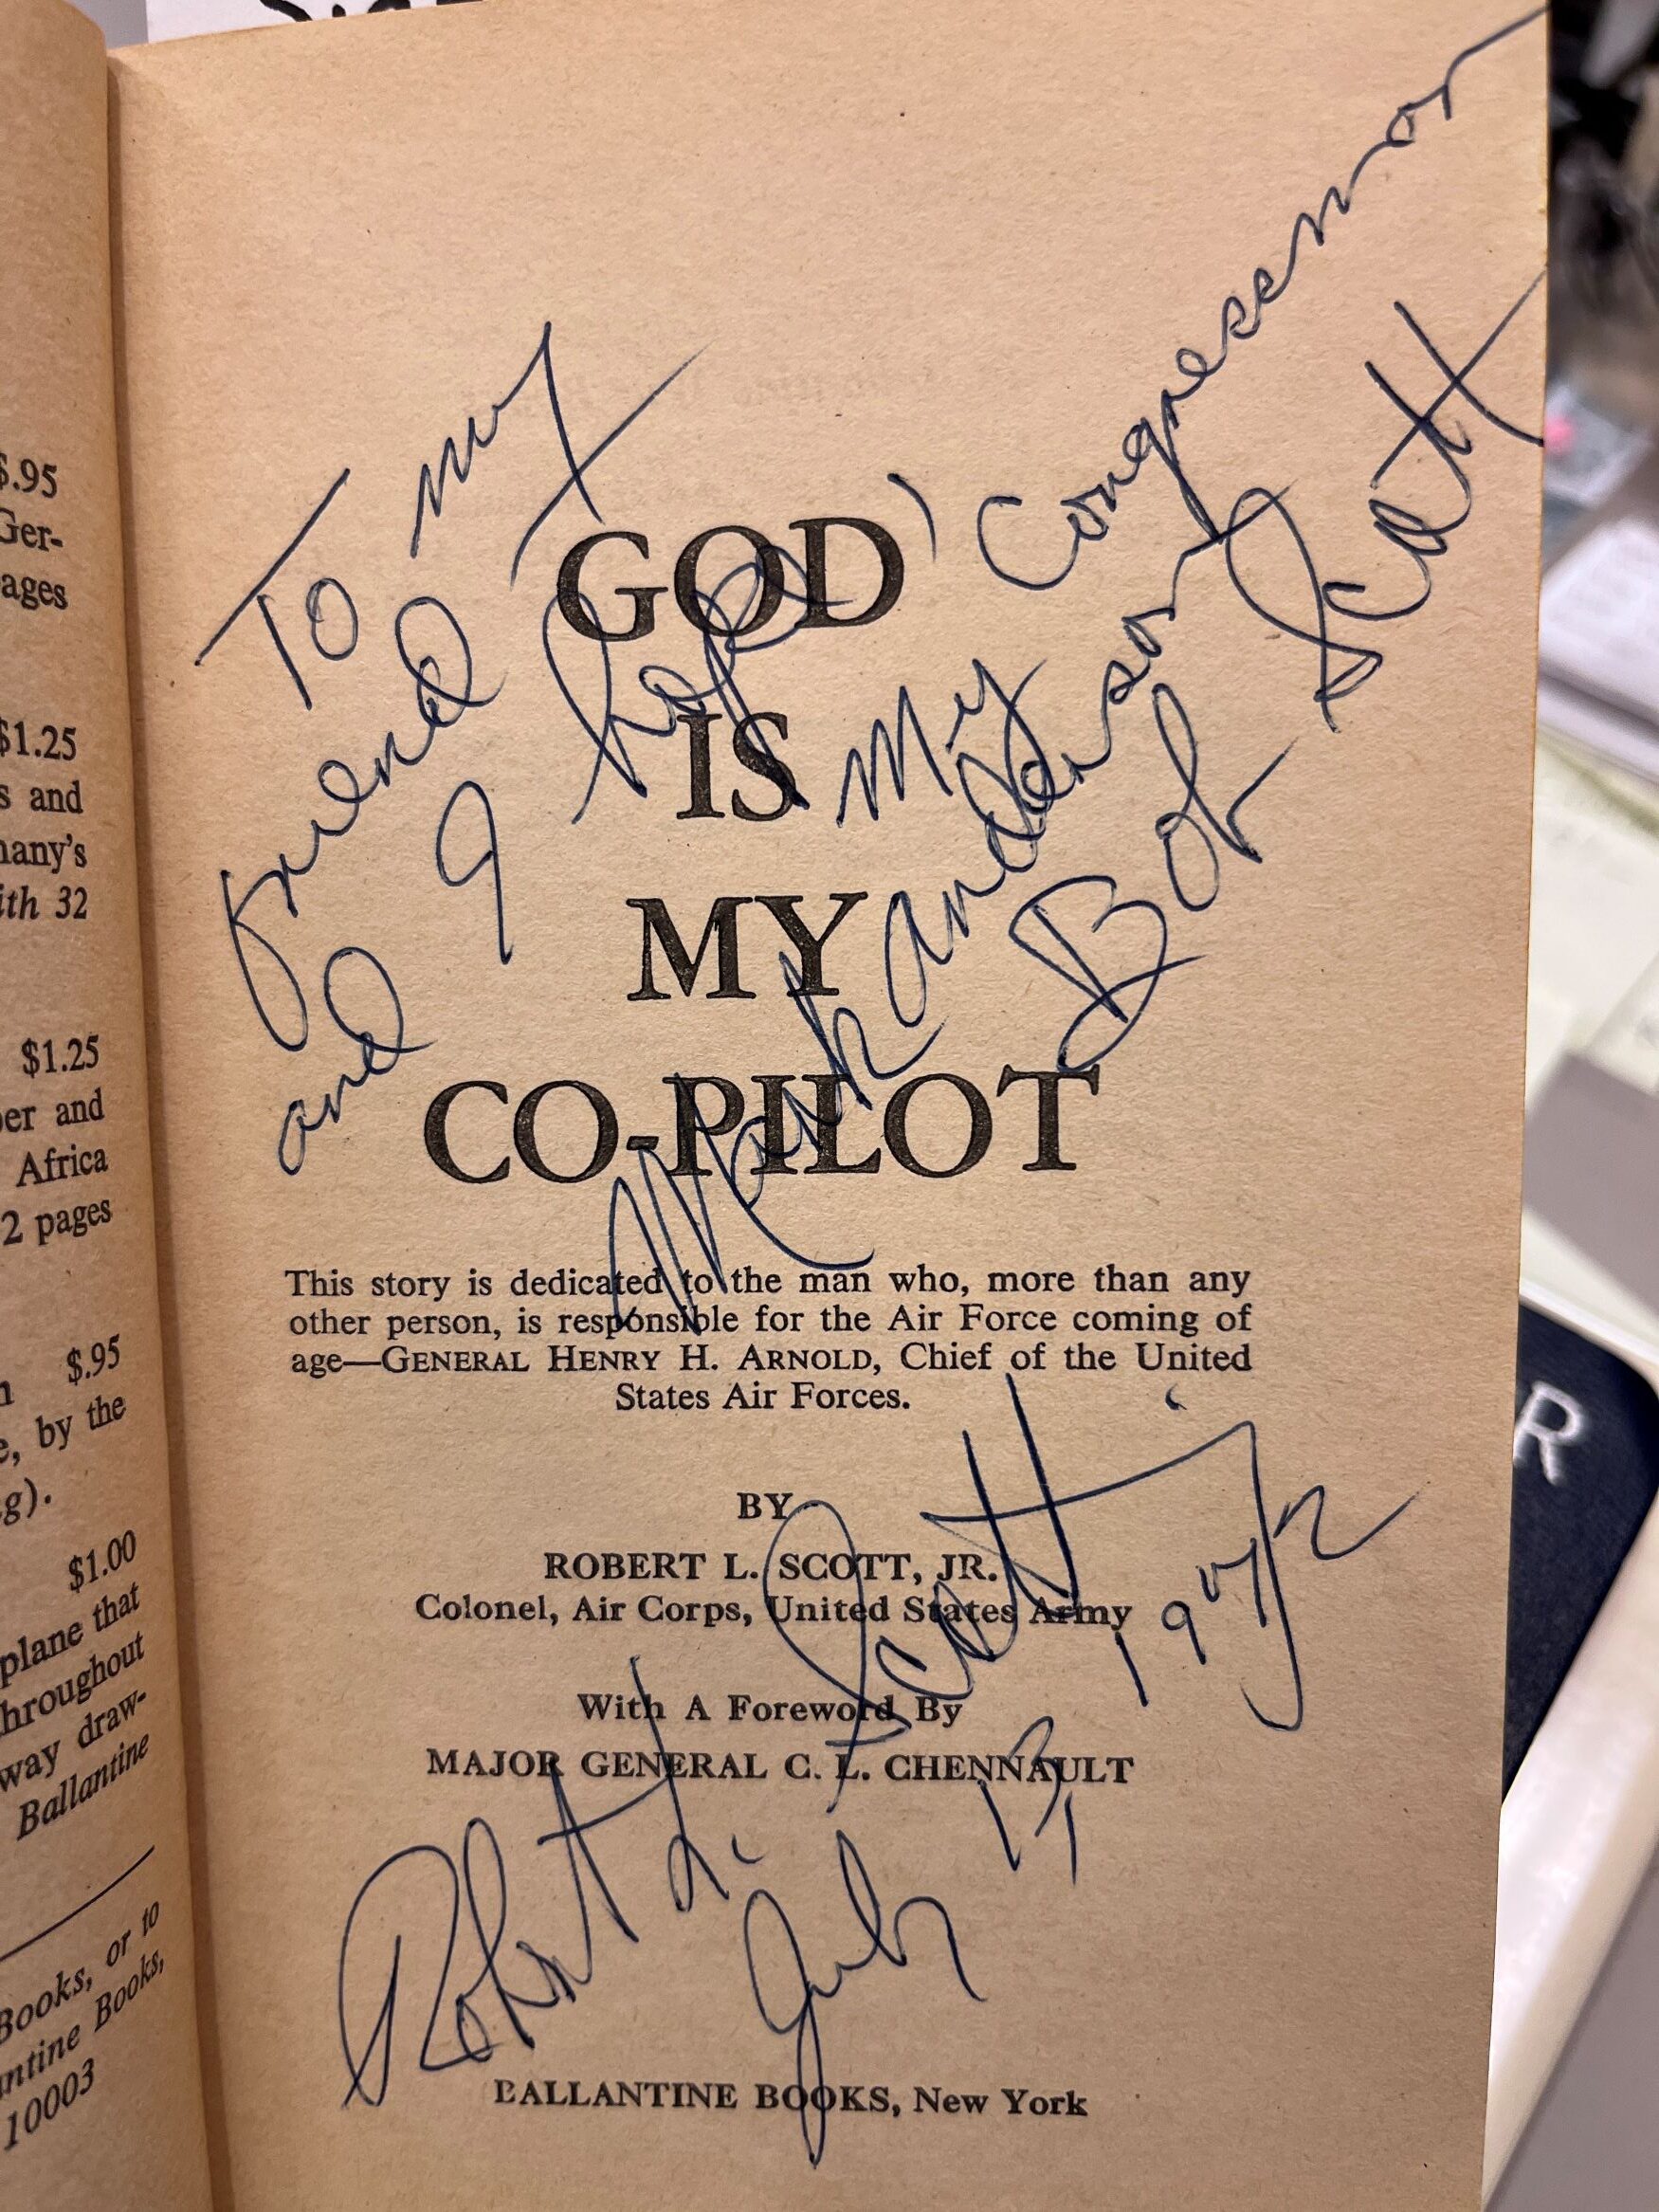 $.95
Ger-
ages
$1.25
s and
many's
ith 32
$1.25
er and
Africa
2 pages
$.95
, by the
g).
$1.00
plane that
hroughout
way draw-
Ballantine
Books, or to
ntine Books,
10003
To my
friend
and I hope, my Congressman
Mark Anderson
Bob Scott
GOD
IS
MY
CO-PILOT
This story is dedicated to the man who, more than any
other person, is responsible for the Air Force coming of
age—GENERAL HENRY H. ARNOLD, Chief of the United
States Air Forces.
BY
ROBERT L. SCOTT, JR.
Colonel, Air Corps, United States Army
With A Foreword By
MAJOR GENERAL C. L. CHENNAULT
Robert L. Scott Jr
July 13, 197
BALLANTINE BOOKS, New York
R